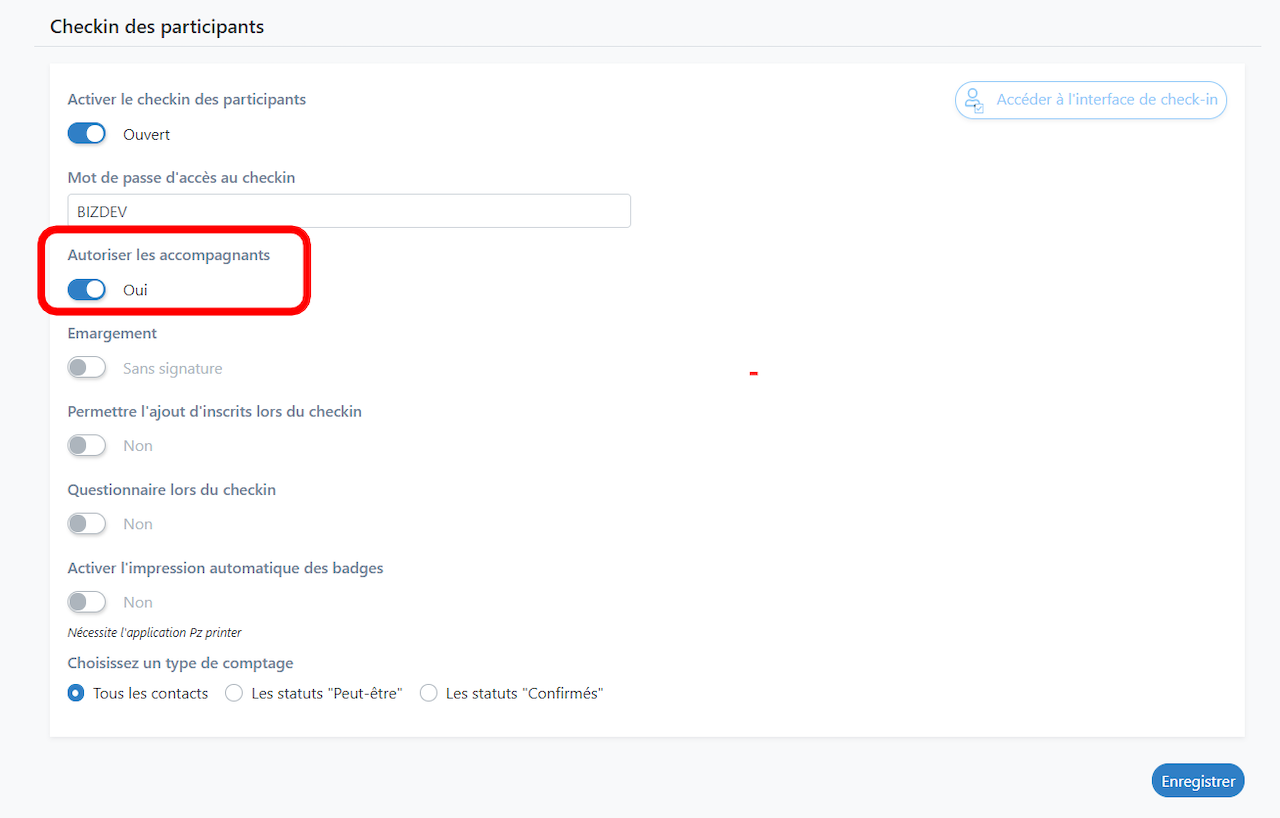 Checkin des participants
Activer le checkin des participants
Accéder à l'interface de check-in
Ouvert
Mot de passe d'accès au checkin
BIZDEV
Autoriser les accompagnants
Oui
Emargement
Sans signature
Permettre l'ajout d'inscrits lors du checkin
Non
Questionnaire lors du checkin
Non
Activer l'impression automatique des badges
Non
Nécessite l'application Pz printer
Choisissez un type de comptage
Tous les contacts Les statuts "Peut-être" Les statuts "Confirmés"
Enregistrer